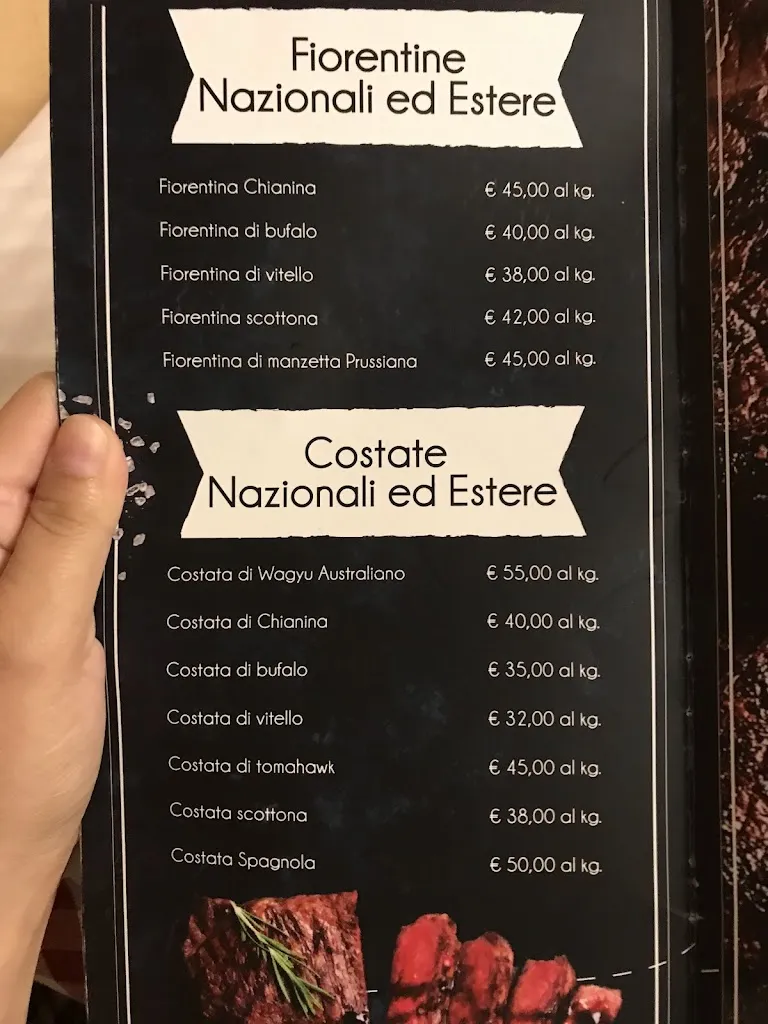 Fiorentine
Nazionali ed Estere
Fiorentina Chianina € 45,00 al kg.
Fiorentina di bufalo € 40,00 al kg.
Fiorentina di vitello € 38,00 al kg.
Fiorentina scottona € 42,00 al kg.
Fiorentina di manzetta Prussiana € 45,00 al kg.
Costate
Nazionali ed Estere
Costata di Wagyu Australiano € 55,00 al kg.
Costata di Chianina € 40,00 al kg.
Costata di bufalo € 35,00 al kg.
Costata di vitello € 32,00 al kg.
Costata di tomahawk € 45,00 al kg.
Costata scottona € 38,00 al kg.
Costata Spagnola € 50,00 al kg.